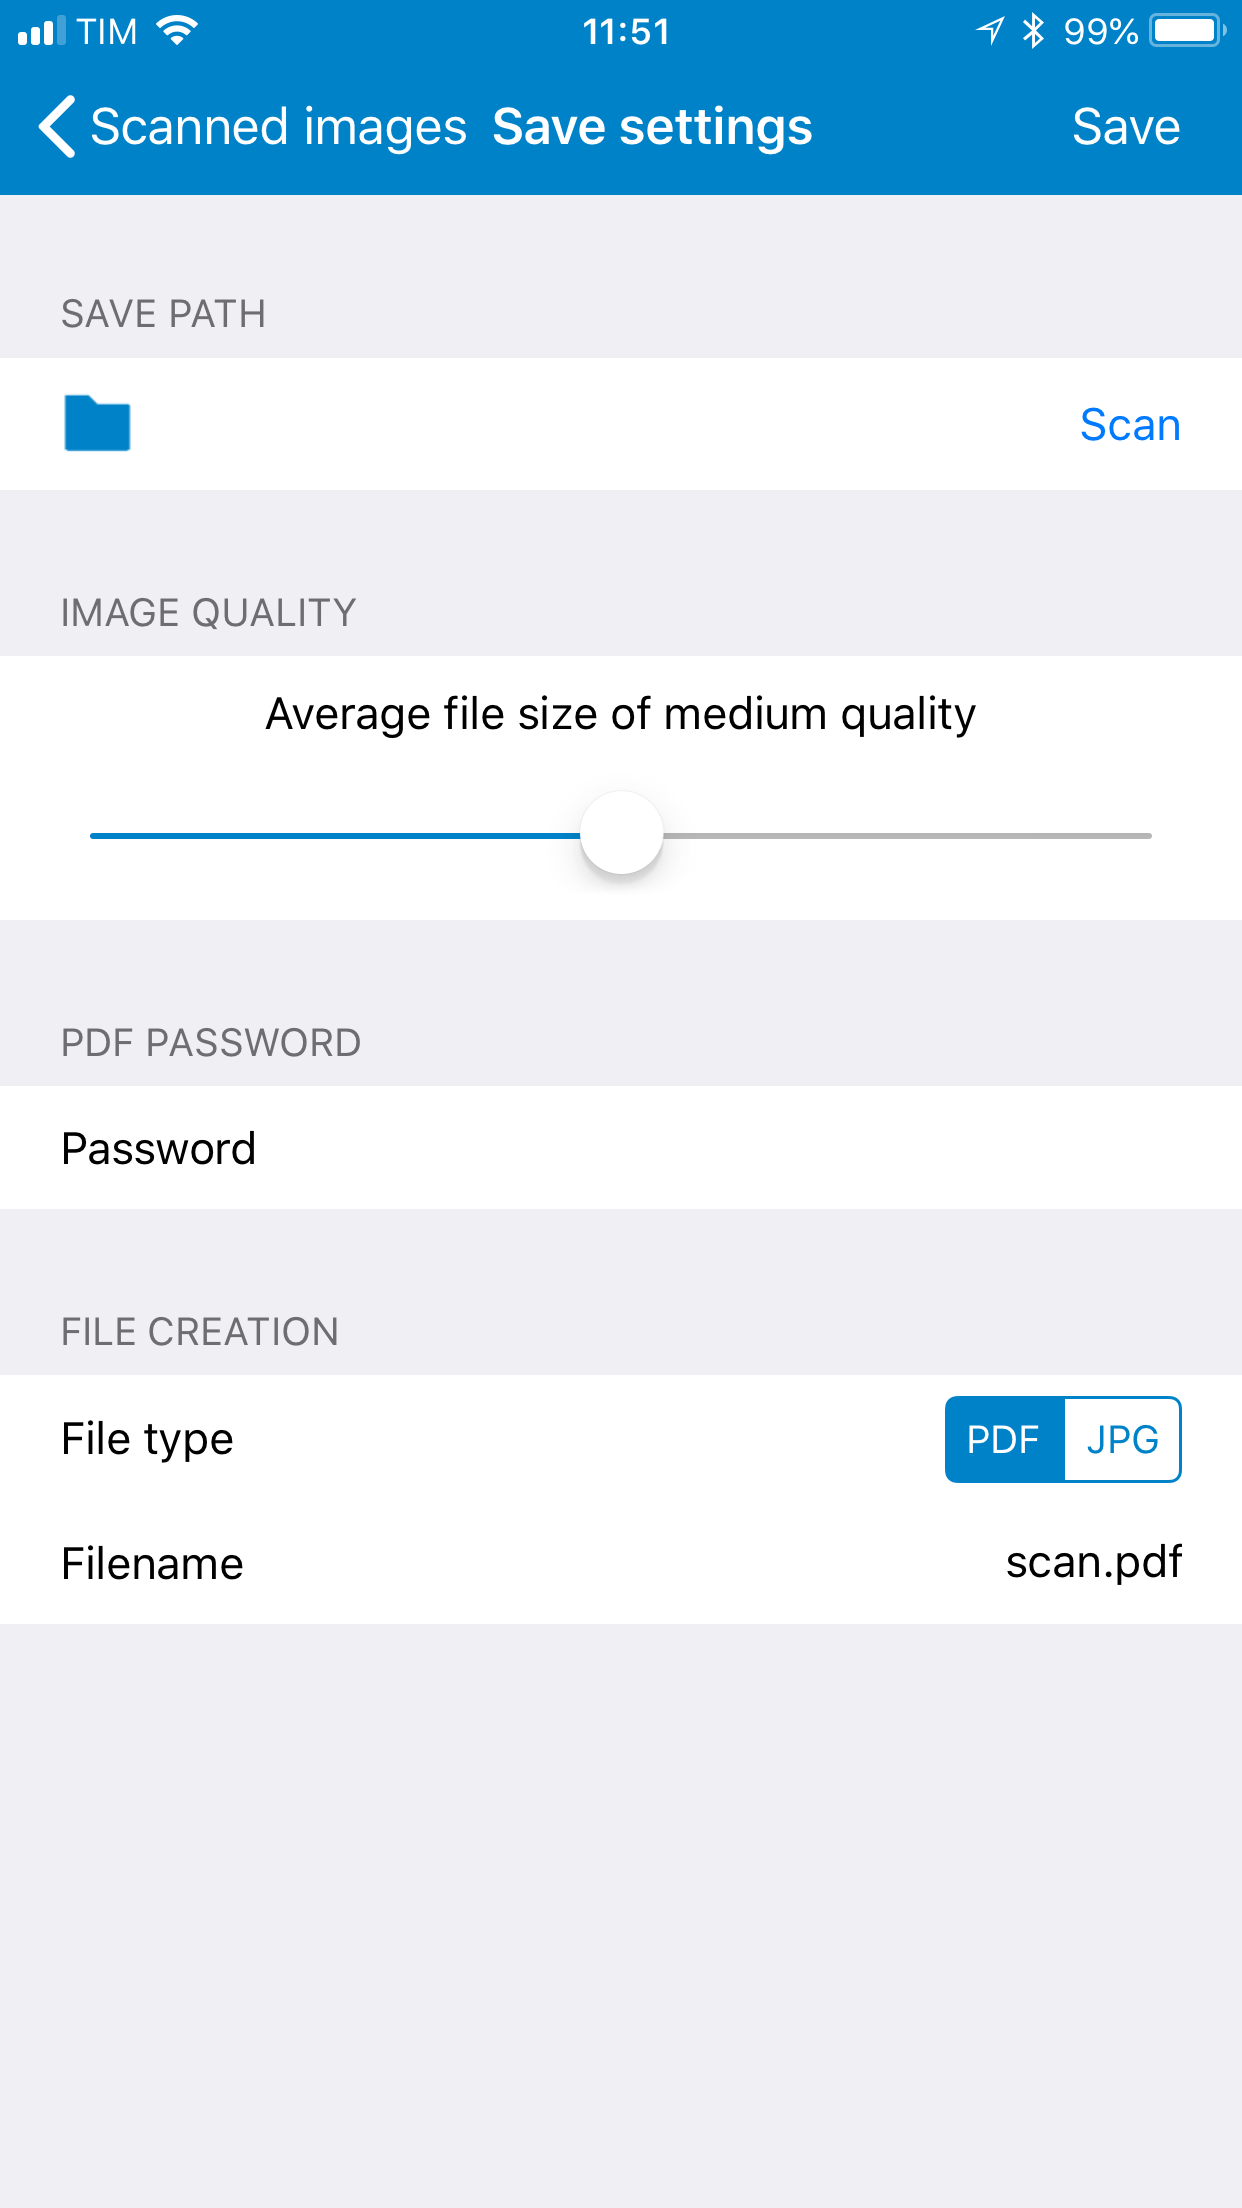 TIM 11:51 99%
Scanned images Save settings Save
SAVE PATH
Scan
IMAGE QUALITY
Average file size of medium quality
PDF PASSWORD
Password
FILE CREATION
File type PDF JPG
Filename scan.pdf